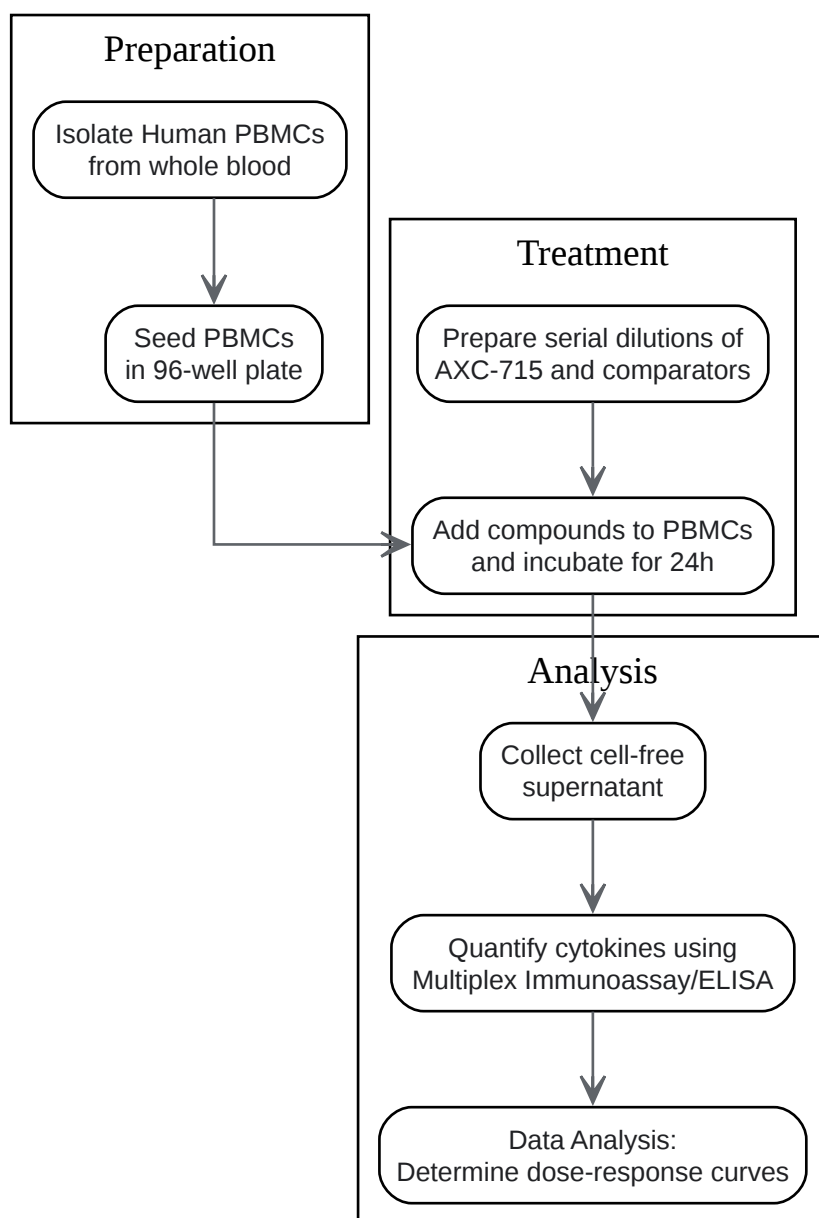 Preparation
Isolate Human PBMCs
from whole blood
Seed PBMCs
in 96-well plate
Treatment
Prepare serial dilutions of
AXC-715 and comparators
Add compounds to PBMCs
and incubate for 24h
Analysis
Collect cell-free
supernatant
Quantify cytokines using
Multiplex Immunoassay/ELISA
Data Analysis:
Determine dose-response curves